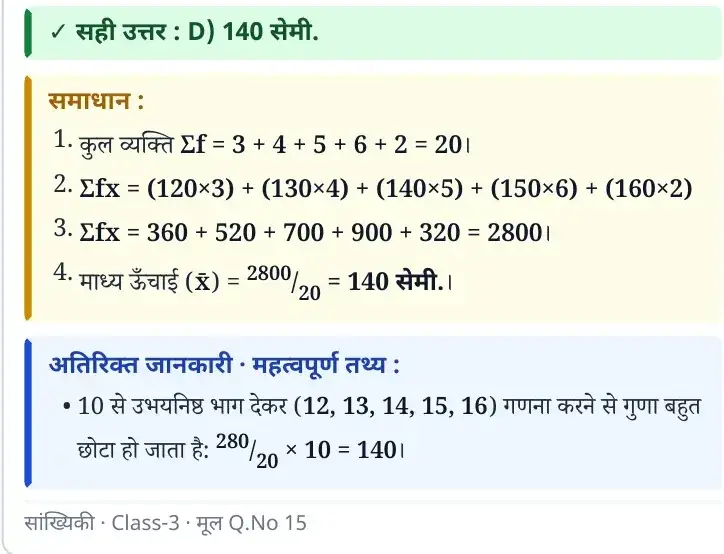 ✓ सही उत्तर : D) 140 सेमी.
समाधान :
1. कुल व्यक्ति Σf = 3 + 4 + 5 + 6 + 2 = 20।
2. Σfx = (120×3) + (130×4) + (140×5) + (150×6) + (160×2)
3. Σfx = 360 + 520 + 700 + 900 + 320 = 2800।
4. माध्य ऊँचाई (x̄) = 2800/20 = 140 सेमी.।
अतिरिक्त जानकारी · महत्वपूर्ण तथ्य :
• 10 से उभयनिष्ठ भाग देकर (12, 13, 14, 15, 16) गणना करने से गुणा बहुत
छोटा हो जाता है: 280/20 × 10 = 140।
सांख्यिकी · Class-3 · मूल Q.No 15